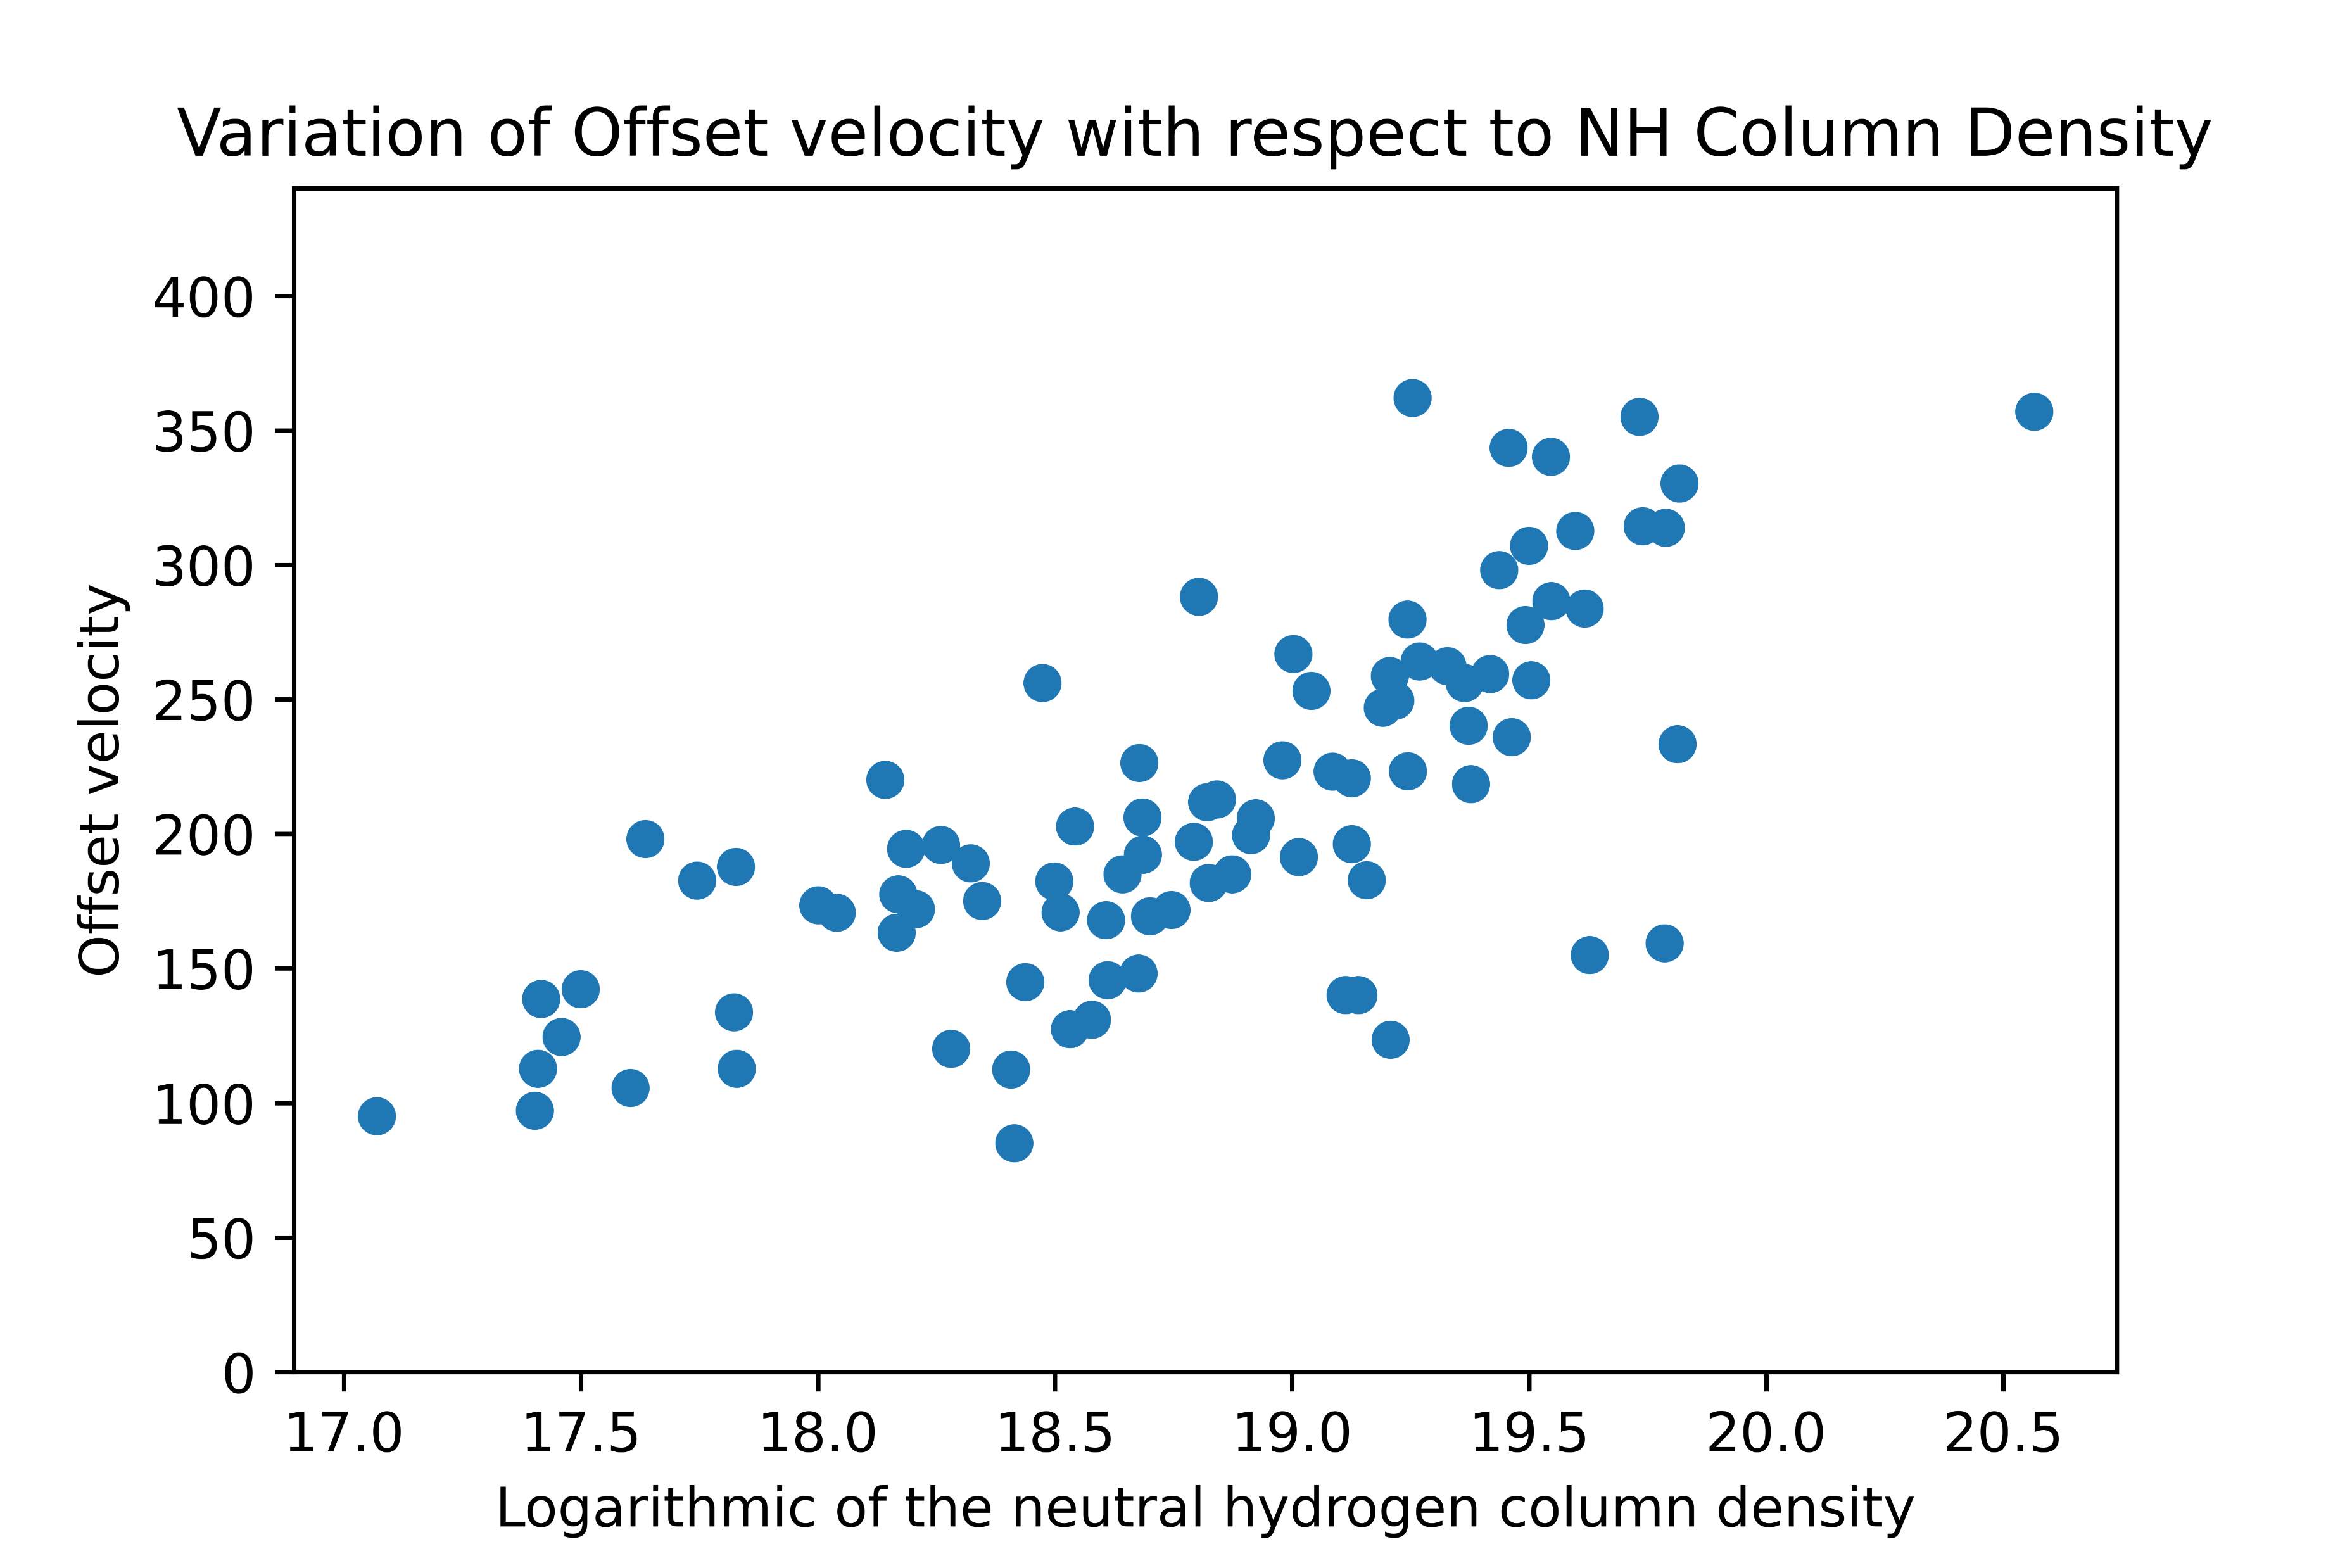 Variation of Offset velocity with respect to NH Column Density
Offset velocity
400
350
300
250
200
150
100
50
0
17.0 17.5 18.0 18.5 19.0 19.5 20.0 20.5
Logarithmic of the neutral hydrogen column density